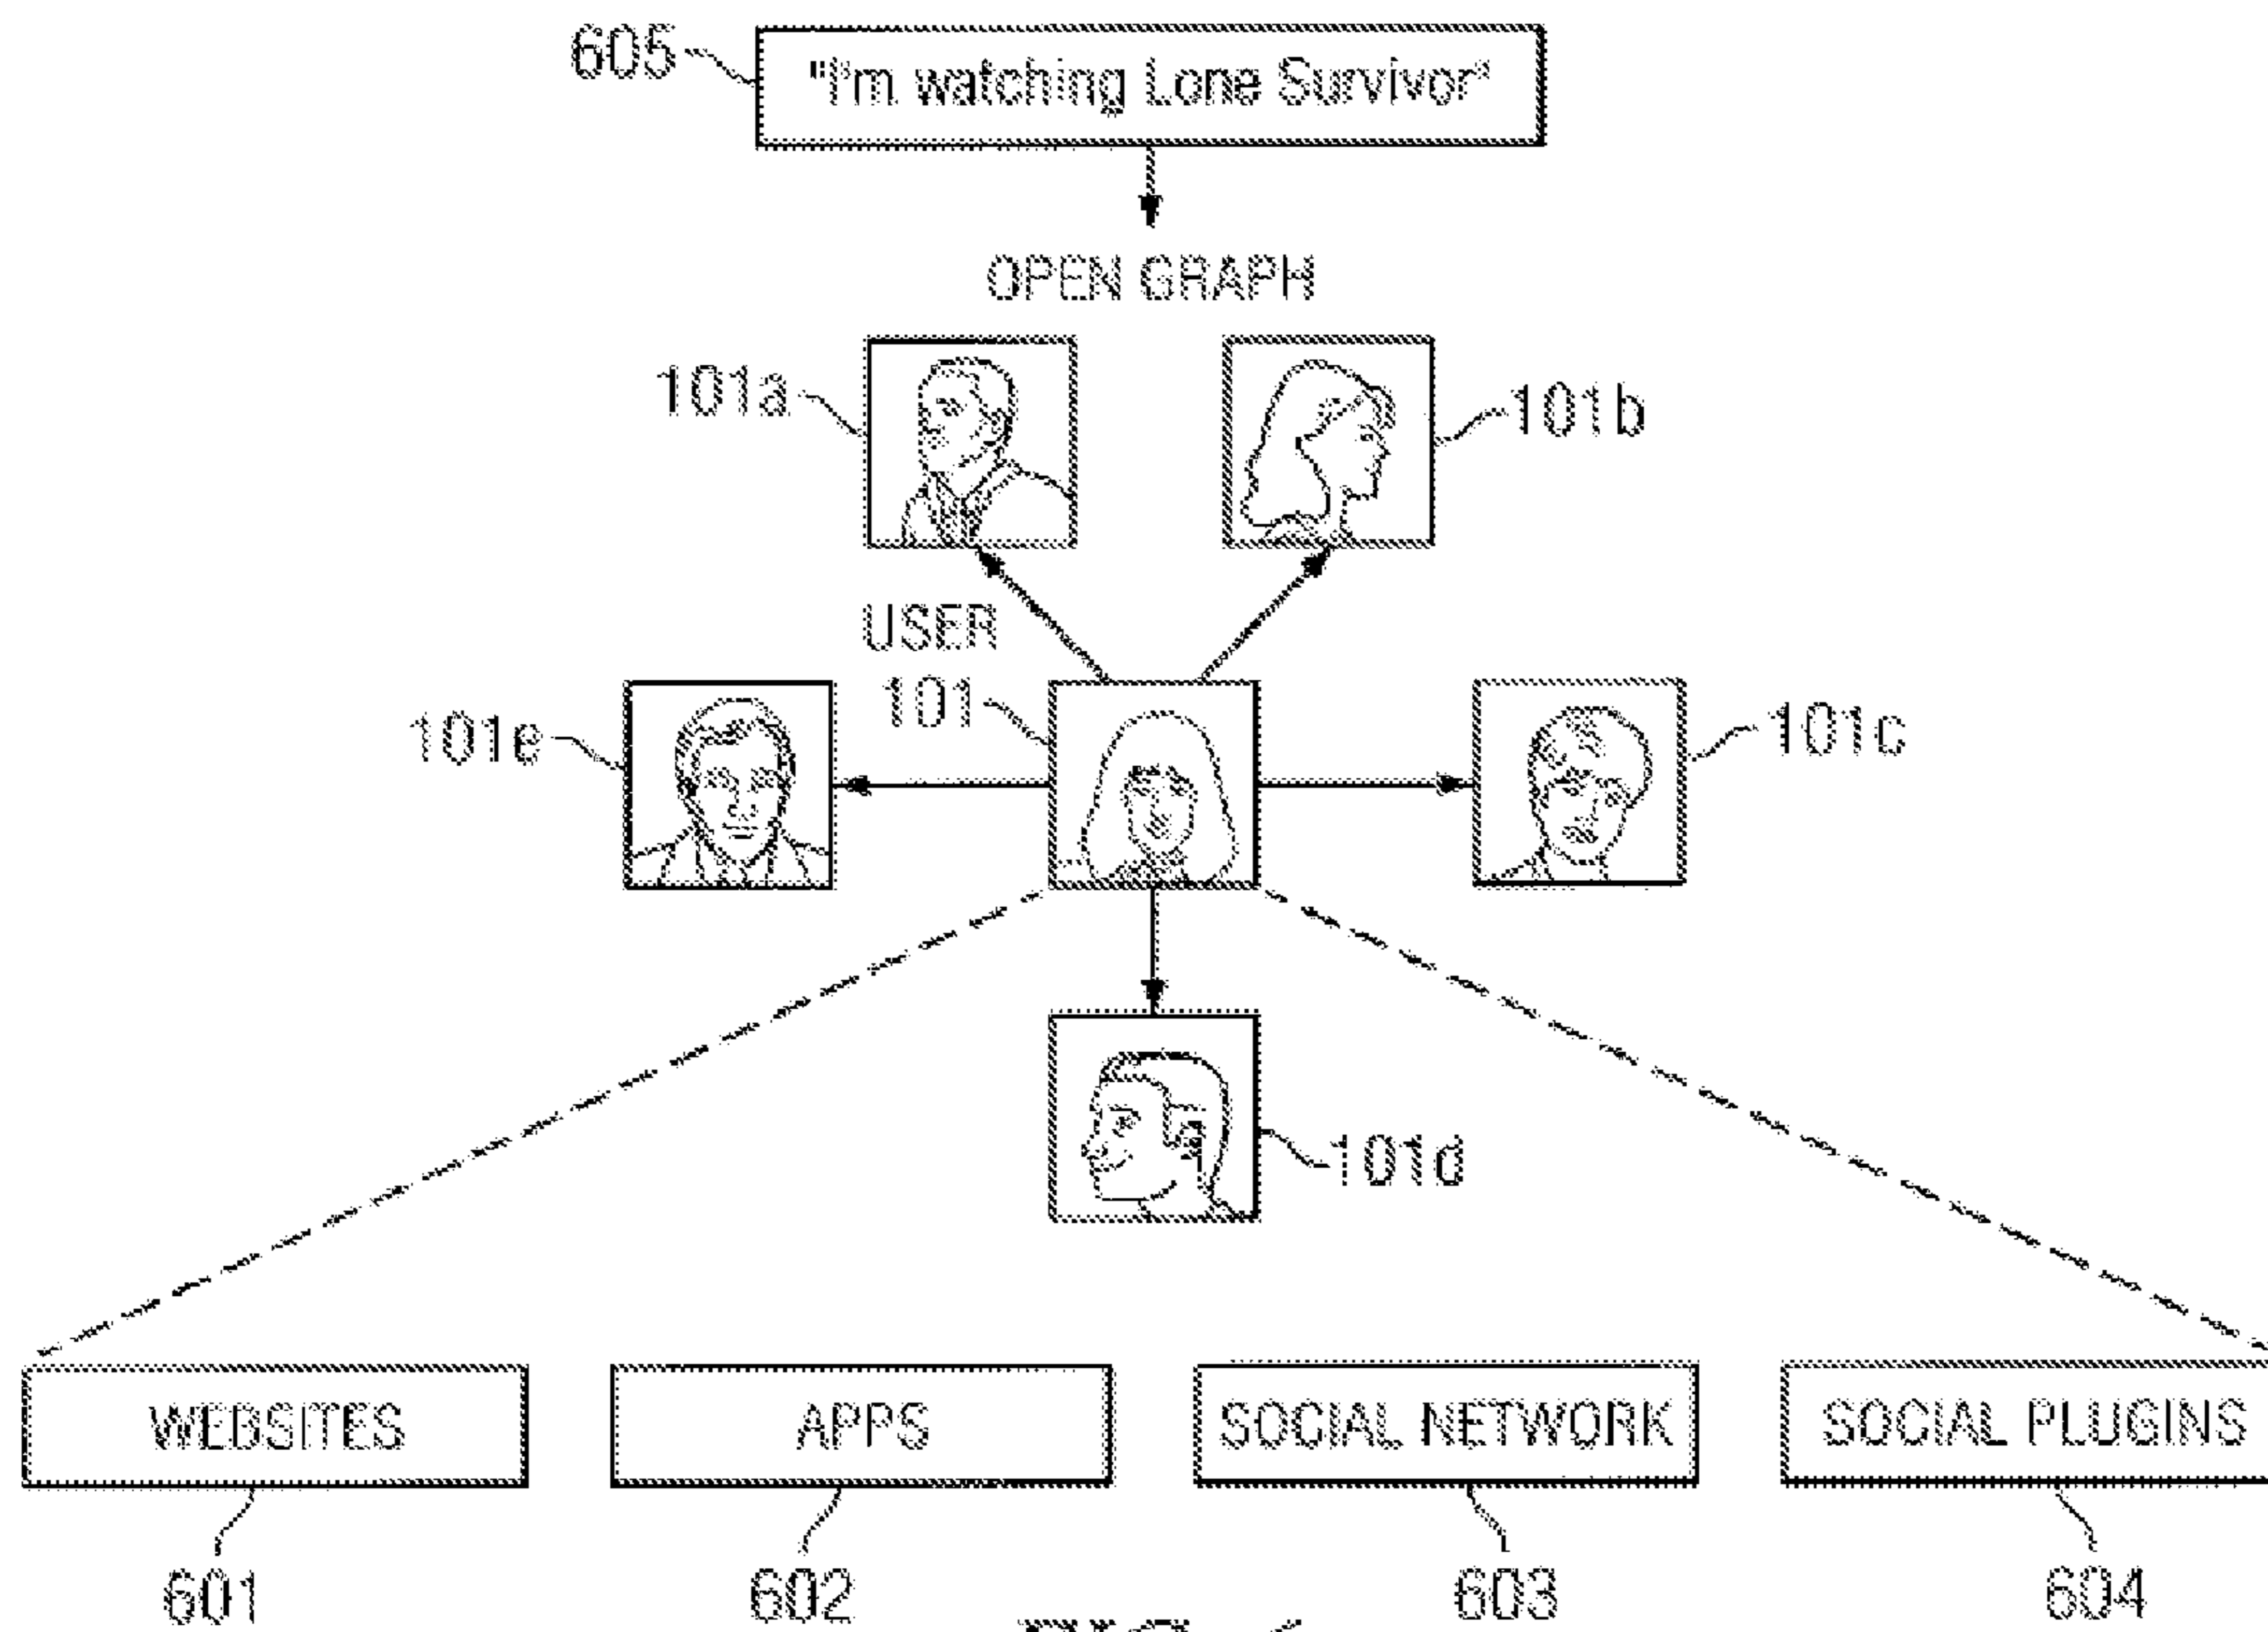 605
"I'm watching Lone Survivor"
OPEN GRAPH
101a
101b
USER
101
101e
101c
101d
WEBSITES
APPS
SOCIAL NETWORK
SOCIAL PLUGINS
601
602
603
604